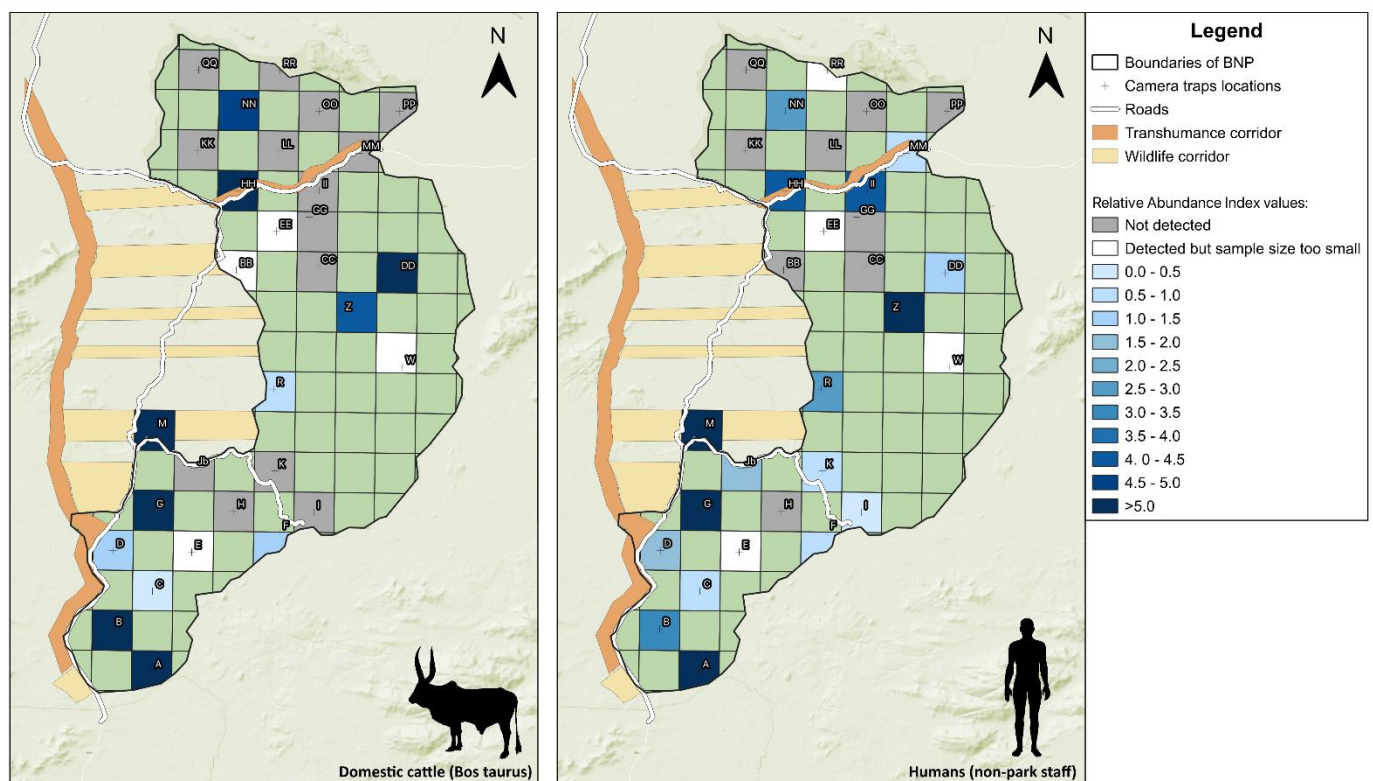 N
QQ
RR
NN
OO
PP
KK
LL
MM
HH
II
GG
EE
BB
CC
DD
Z
W
R
M
Jb
K
G
H
I
F
D
E
C
B
A
Domestic cattle (Bos taurus)
N
QQ
RR
NN
OO
PP
KK
LL
MM
HH
II
GG
EE
BB
CC
DD
Z
W
R
M
Jb
K
G
H
I
F
D
E
C
B
A
Humans (non-park staff)
Legend
Boundaries of BNP
Camera traps locations
Roads
Transhumance corridor
Wildlife corridor
Relative Abundance Index values:
Not detected
Detected but sample size too small
0.0 - 0.5
0.5 - 1.0
1.0 - 1.5
1.5 - 2.0
2.0 - 2.5
2.5 - 3.0
3.0 - 3.5
3.5 - 4.0
4. 0 - 4.5
4.5 - 5.0
>5.0